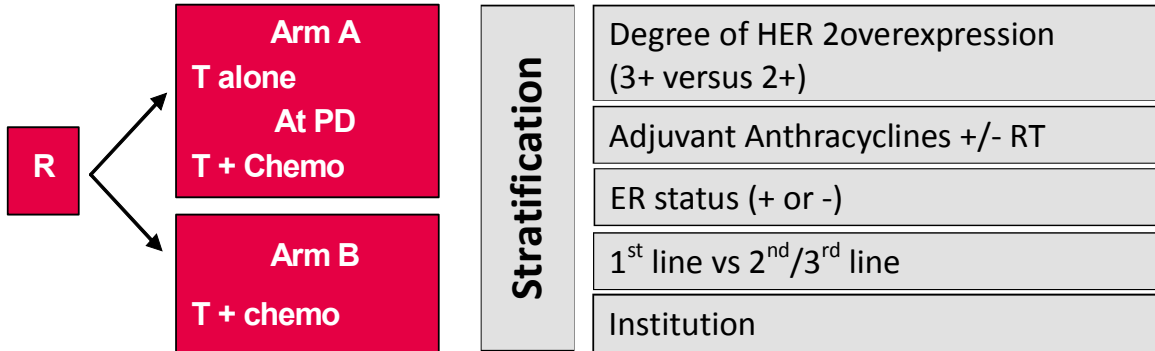 R
Arm A
T alone
At PD
T + Chemo
Arm B
T + chemo
Stratification
Degree of HER 2overexpression
(3+ versus 2+)
Adjuvant Anthracyclines +/- RT
ER status (+ or -)
1st line vs 2nd/3rd line
Institution